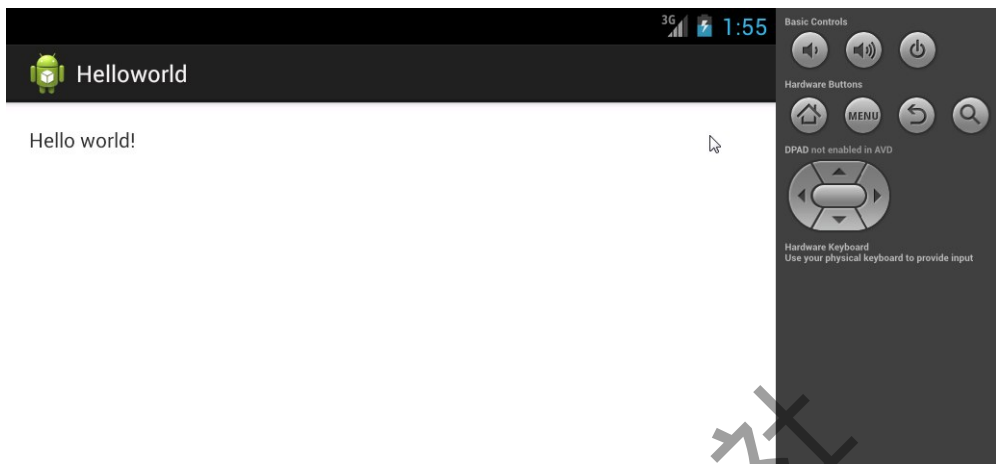 3G 1:55
Helloworld
Hello world!
Basic Controls
Hardware Buttons
MENU
DPAD not enabled in AVD
Hardware Keyboard
Use your physical keyboard to provide input